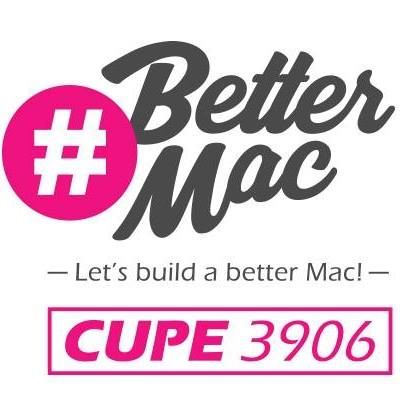 #Better
Mac
— Let's build a better Mac! —
CUPE 3906